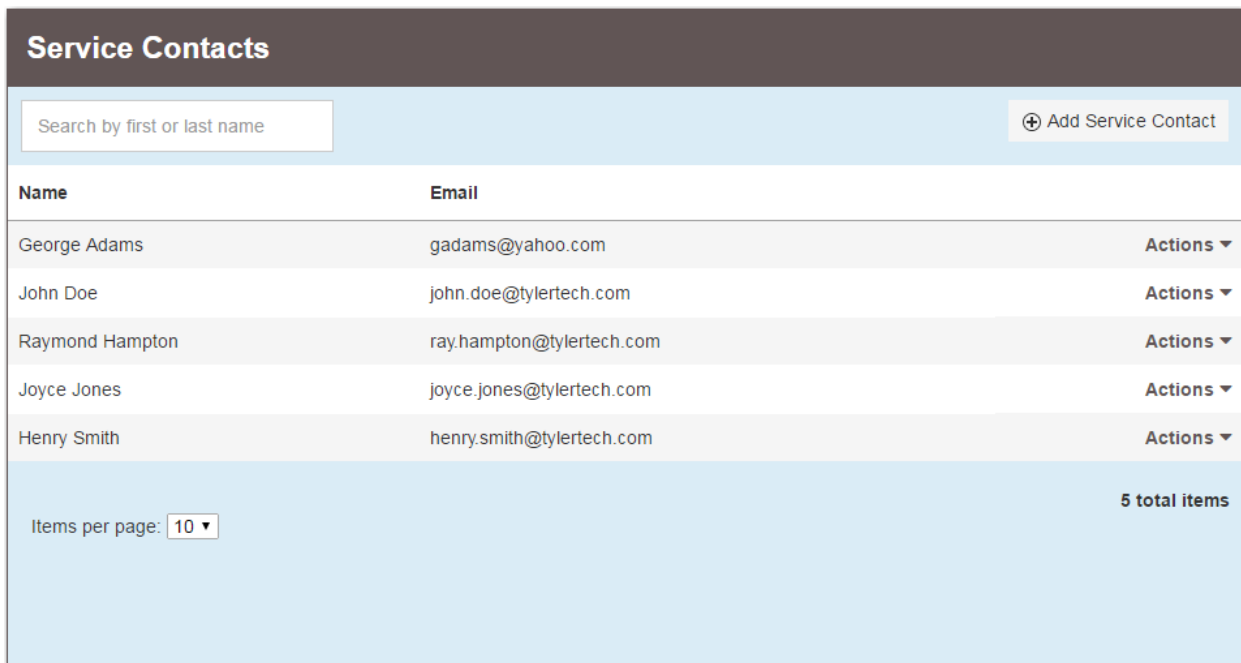 Service Contacts
Search by first or last name
Add Service Contact
Name Email
George Adams gadams@yahoo.com Actions
John Doe john.doe@tylertech.com Actions
Raymond Hampton ray.hampton@tylertech.com Actions
Joyce Jones joyce.jones@tylertech.com Actions
Henry Smith henry.smith@tylertech.com Actions
5 total items
Items per page: 10